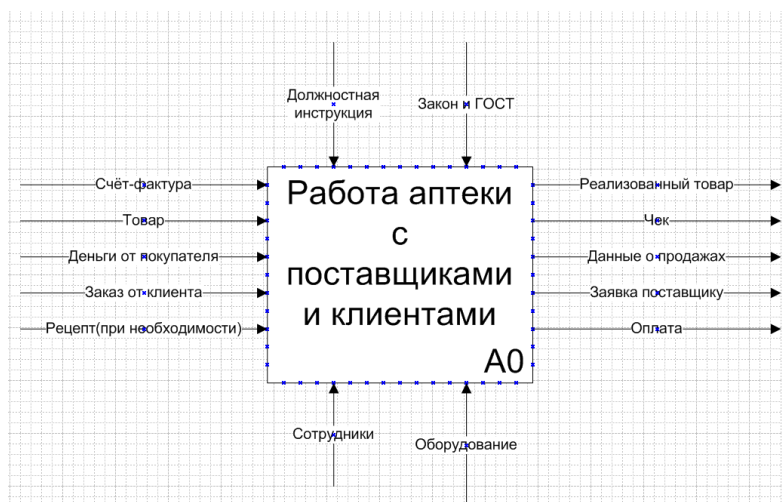 Должностная
инструкция
Закон и ГОСТ
Счёт-фактура
Товар
Деньги от покупателя
Заказ от клиента
Рецепт(при необходимости)
Работа аптеки
с
поставщиками
и клиентами
А0
Реализованный товар
Чек
Данные о продажах
Заявка поставщику
Оплата
Сотрудники
Оборудование